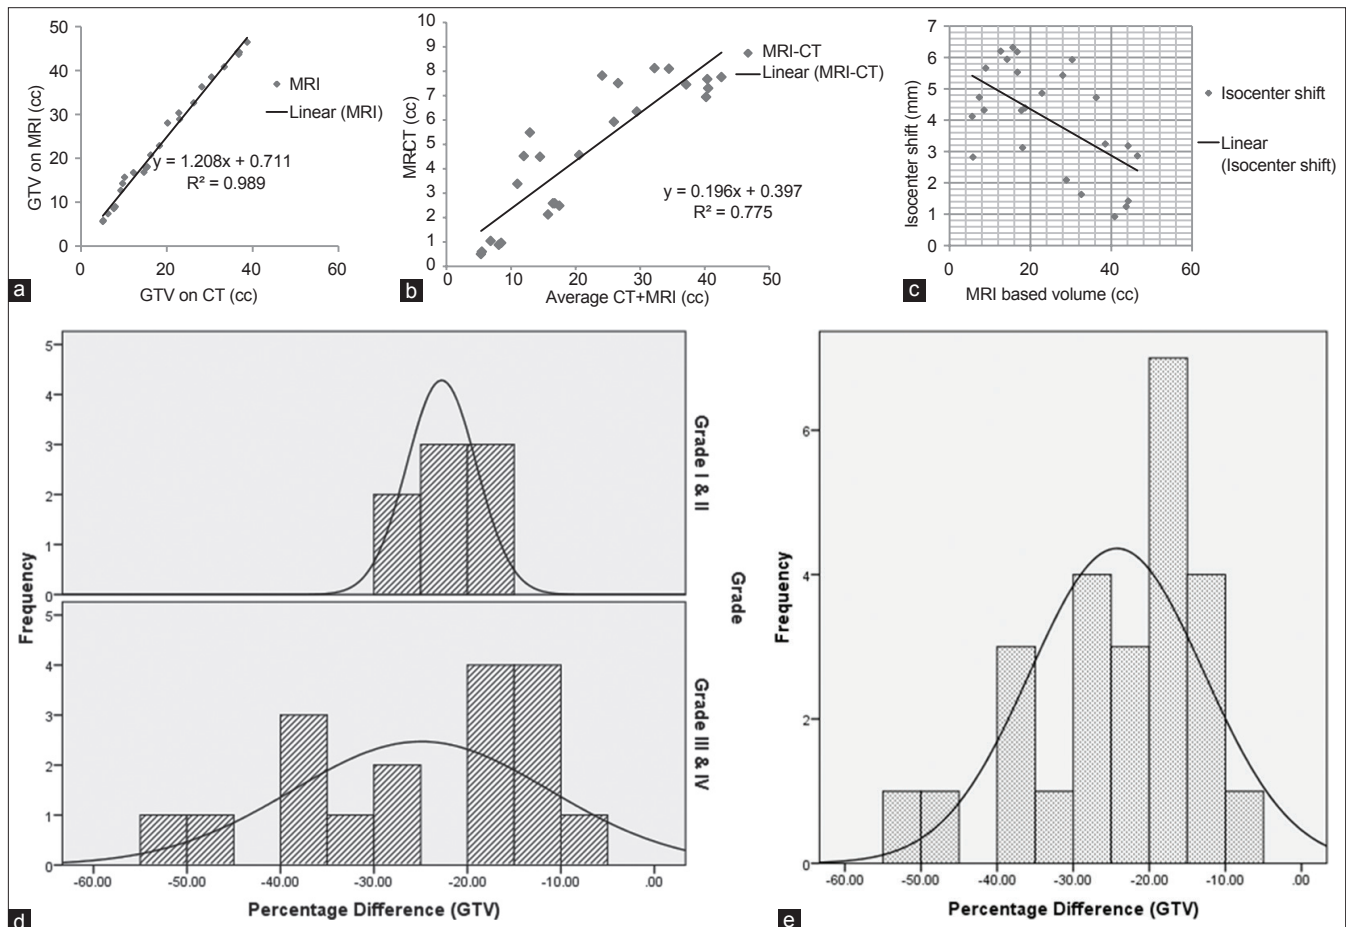 50
40
30
20
10
0
GTV on MRI (cc)
MRI
Linear (MRI)
y = 1.208x + 0.711
R² = 0.989
0 20 40 60
GTV on CT (cc)
a
10
9
8
7
6
5
4
3
2
1
0
MRI-CT (cc)
MRI-CT
Linear (MRI-CT)
y = 0.196x + 0.397
R² = 0.775
0 10 20 30 40 50
Average CT+MRI (cc)
b
7
6
5
4
3
2
1
0
Isocenter shift (mm)
Isocenter shift
Linear
(Isocenter shift)
0 20 40 60
MRI based volume (cc)
c
5
4
3
2
1
0
Grade I & II
5
4
3
2
1
0
Grade III & IV
Frequency
Grade
-60.00 -50.00 -40.00 -30.00 -20.00 -10.00 .00
Percentage Difference (GTV)
d
6
4
2
0
Frequency
-60.00 -50.00 -40.00 -30.00 -20.00 -10.00 .00
Percentage Difference (GTV)
e